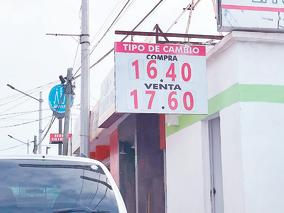 TIPO DE CAMBIO
COMPRA
16.40
VENTA
17.60